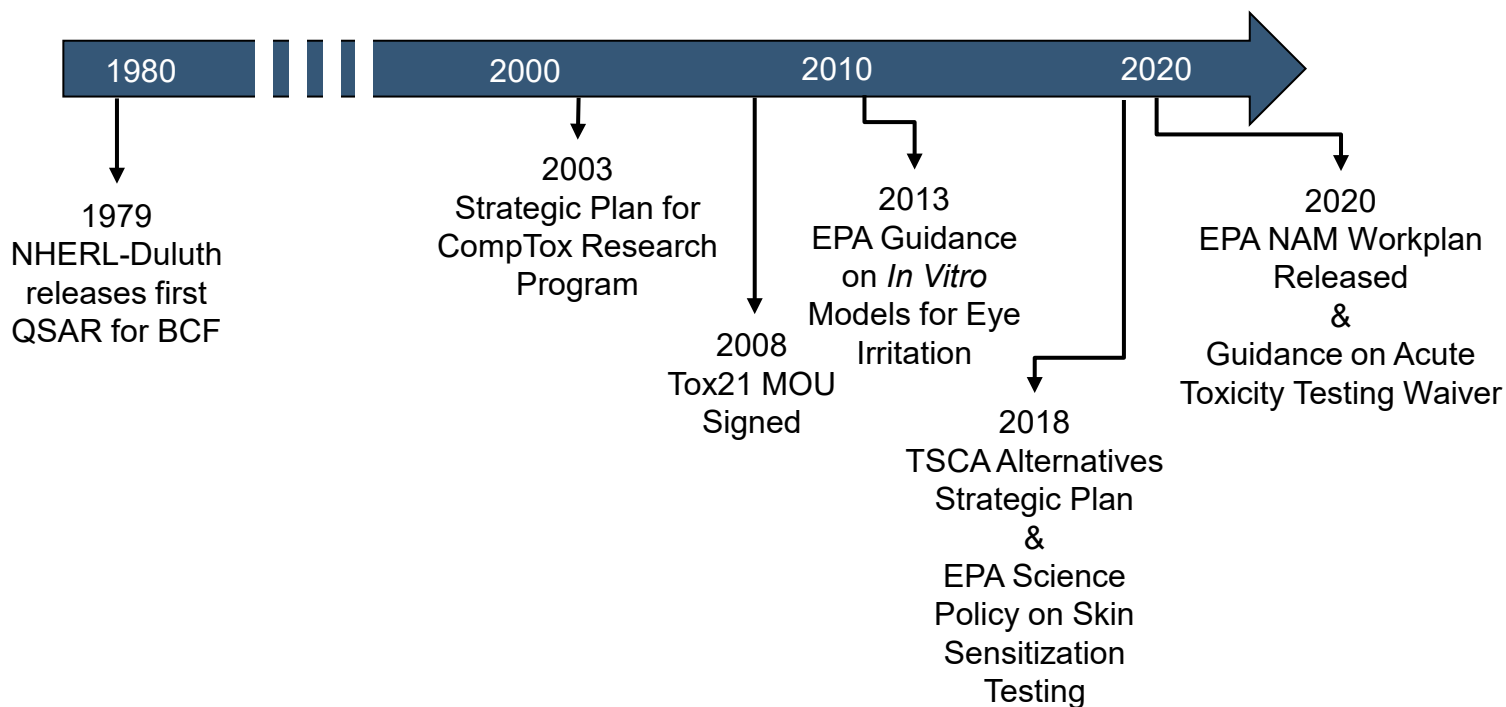 1980
2000
2010
2020
1979
NHERL-Duluth
releases first
QSAR for BCF
2003
Strategic Plan for
CompTox Research
Program
2008
Tox21 MOU
Signed
2013
EPA Guidance
on In Vitro
Models for Eye
Irritation
2018
TSCA Alternatives
Strategic Plan
&
EPA Science
Policy on Skin
Sensitization
Testing
2020
EPA NAM Workplan
Released
&
Guidance on Acute
Toxicity Testing Waiver